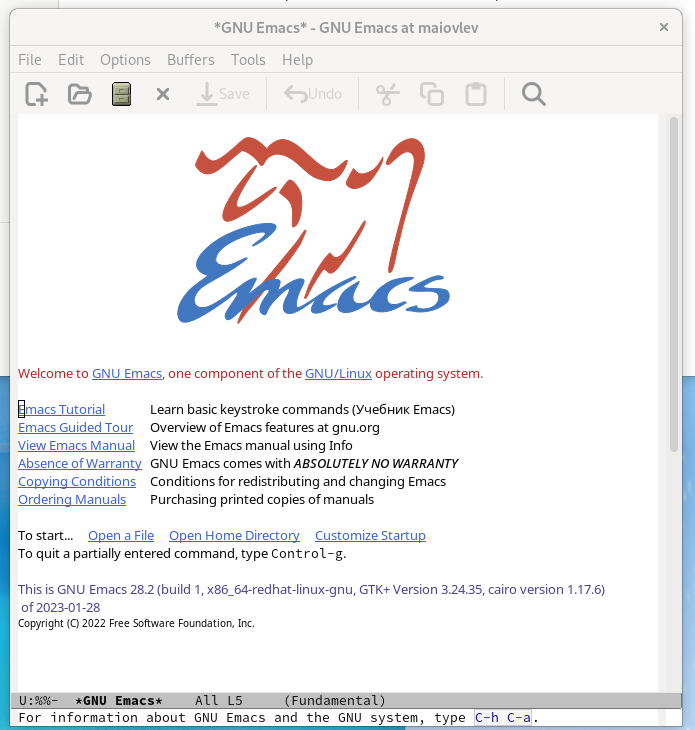 *GNU Emacs* - GNU Emacs at maiovlev
File Edit Options Buffers Tools Help
Save Undo
Emacs
Welcome to GNU Emacs, one component of the GNU/Linux operating system.
Emacs Tutorial Learn basic keystroke commands (Учебник Emacs)
Emacs Guided Tour Overview of Emacs features at gnu.org
View Emacs Manual View the Emacs manual using Info
Absence of Warranty GNU Emacs comes with ABSOLUTELY NO WARRANTY
Copying Conditions Conditions for redistributing and changing Emacs
Ordering Manuals Purchasing printed copies of manuals
To start... Open a File Open Home Directory Customize Startup
To quit a partially entered command, type Control-g.
This is GNU Emacs 28.2 (build 1, x86_64-redhat-linux-gnu, GTK+ Version 3.24.35, cairo version 1.17.6)
of 2023-01-28
Copyright (C) 2022 Free Software Foundation, Inc.
U:%%- *GNU Emacs* All L5 (Fundamental)
For information about GNU Emacs and the GNU system, type C-h C-a.